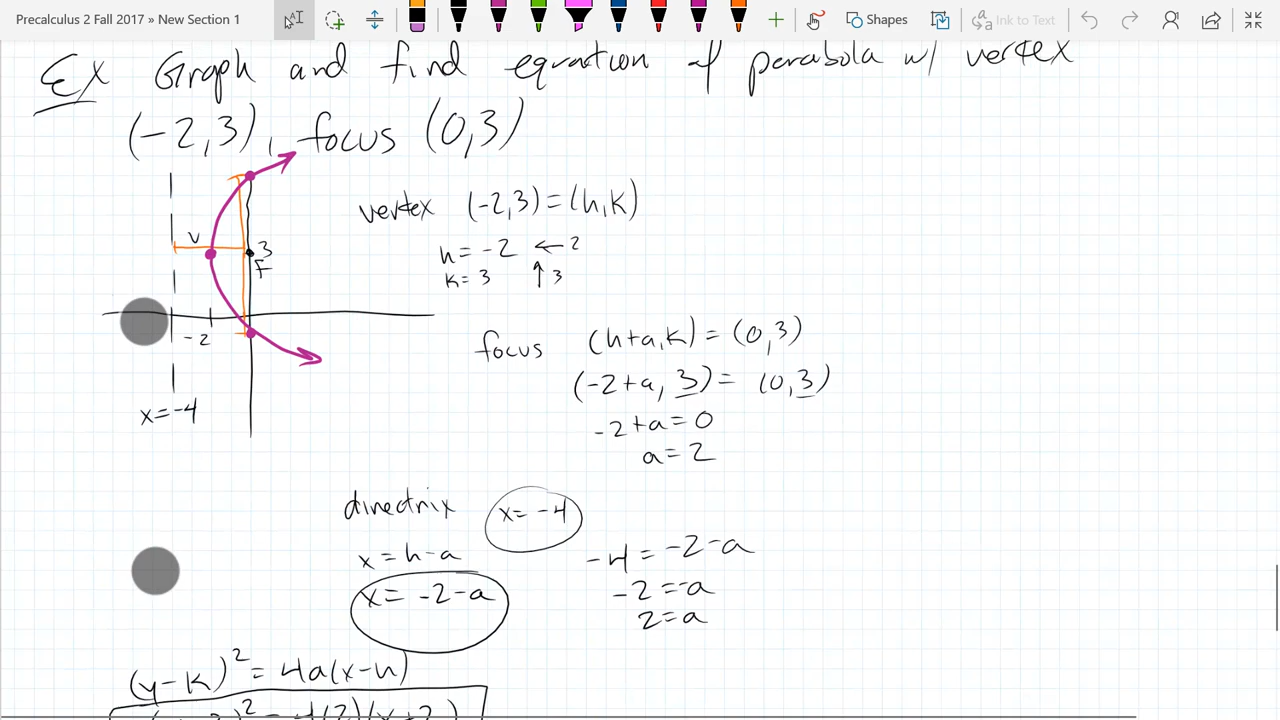 Precalculus 2 Fall 2017 » New Section 1
Shapes
Ink to Text
Ex Graph and find equation of parabola w/ vertex
(-2,3), focus (0,3)
V
3
F
-2
x=-4
vertex (-2,3)=(h,k)
h=-2 ←2
k=3 ↑3
focus (h+a,k)=(0,3)
(-2+a, 3)= (0,3)
-2+a=0
a=2
directrix x=-4
x=h-a
x= -2-a
-4=-2-a
-2=-a
2=a
(y-k)²=4a(x-h)